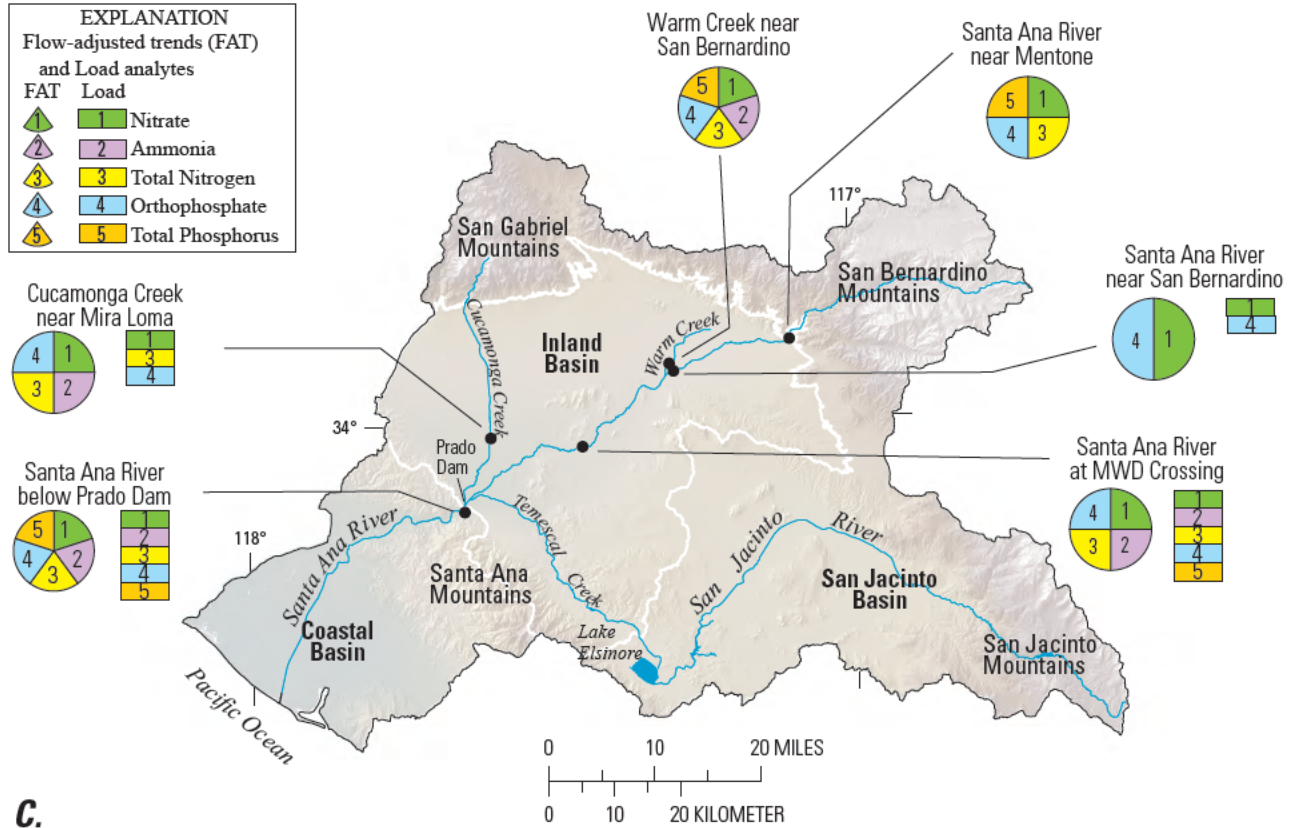 EXPLANATION
Flow-adjusted trends (FAT)
and Load analytes
FAT Load
1 1 Nitrate
2 2 Ammonia
3 3 Total Nitrogen
4 4 Orthophosphate
5 5 Total Phosphorus
Warm Creek near
San Bernardino
5 1
4 2
3
Santa Ana River
near Mentone
5 1
4 3
117°
San Gabriel
Mountains
San Bernardino
Mountains
Santa Ana River
near San Bernardino
4 1
1
4
Cucamonga Creek
near Mira Loma
4 1
3 2
1
3
4
Cucamonga Creek
Inland
Basin
Warm Creek
34°
Prado
Dam
Santa Ana River
at MWD Crossing
4 1
3 2
1
2
3
4
5
Santa Ana River
below Prado Dam
5 1
4 2
3
1
2
3
4
5
118°
Santa Ana River
Temescal
Creek
San Jacinto River
Santa Ana
Mountains
San Jacinto
Basin
Coastal
Basin
Lake
Elsinore
San Jacinto
Mountains
Pacific Ocean
0 10 20 MILES
0 10 20 KILOMETER
C.